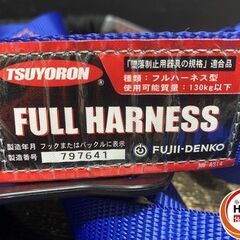 TSUYORON
「墜落制止用器具の規格」適合品
種類：フルハーネス型
使用可能質量：130kg以下
FULL HARNESS
製造年月 フックまたはバックルに表示
製造番号 797641
FUJII-DENKO